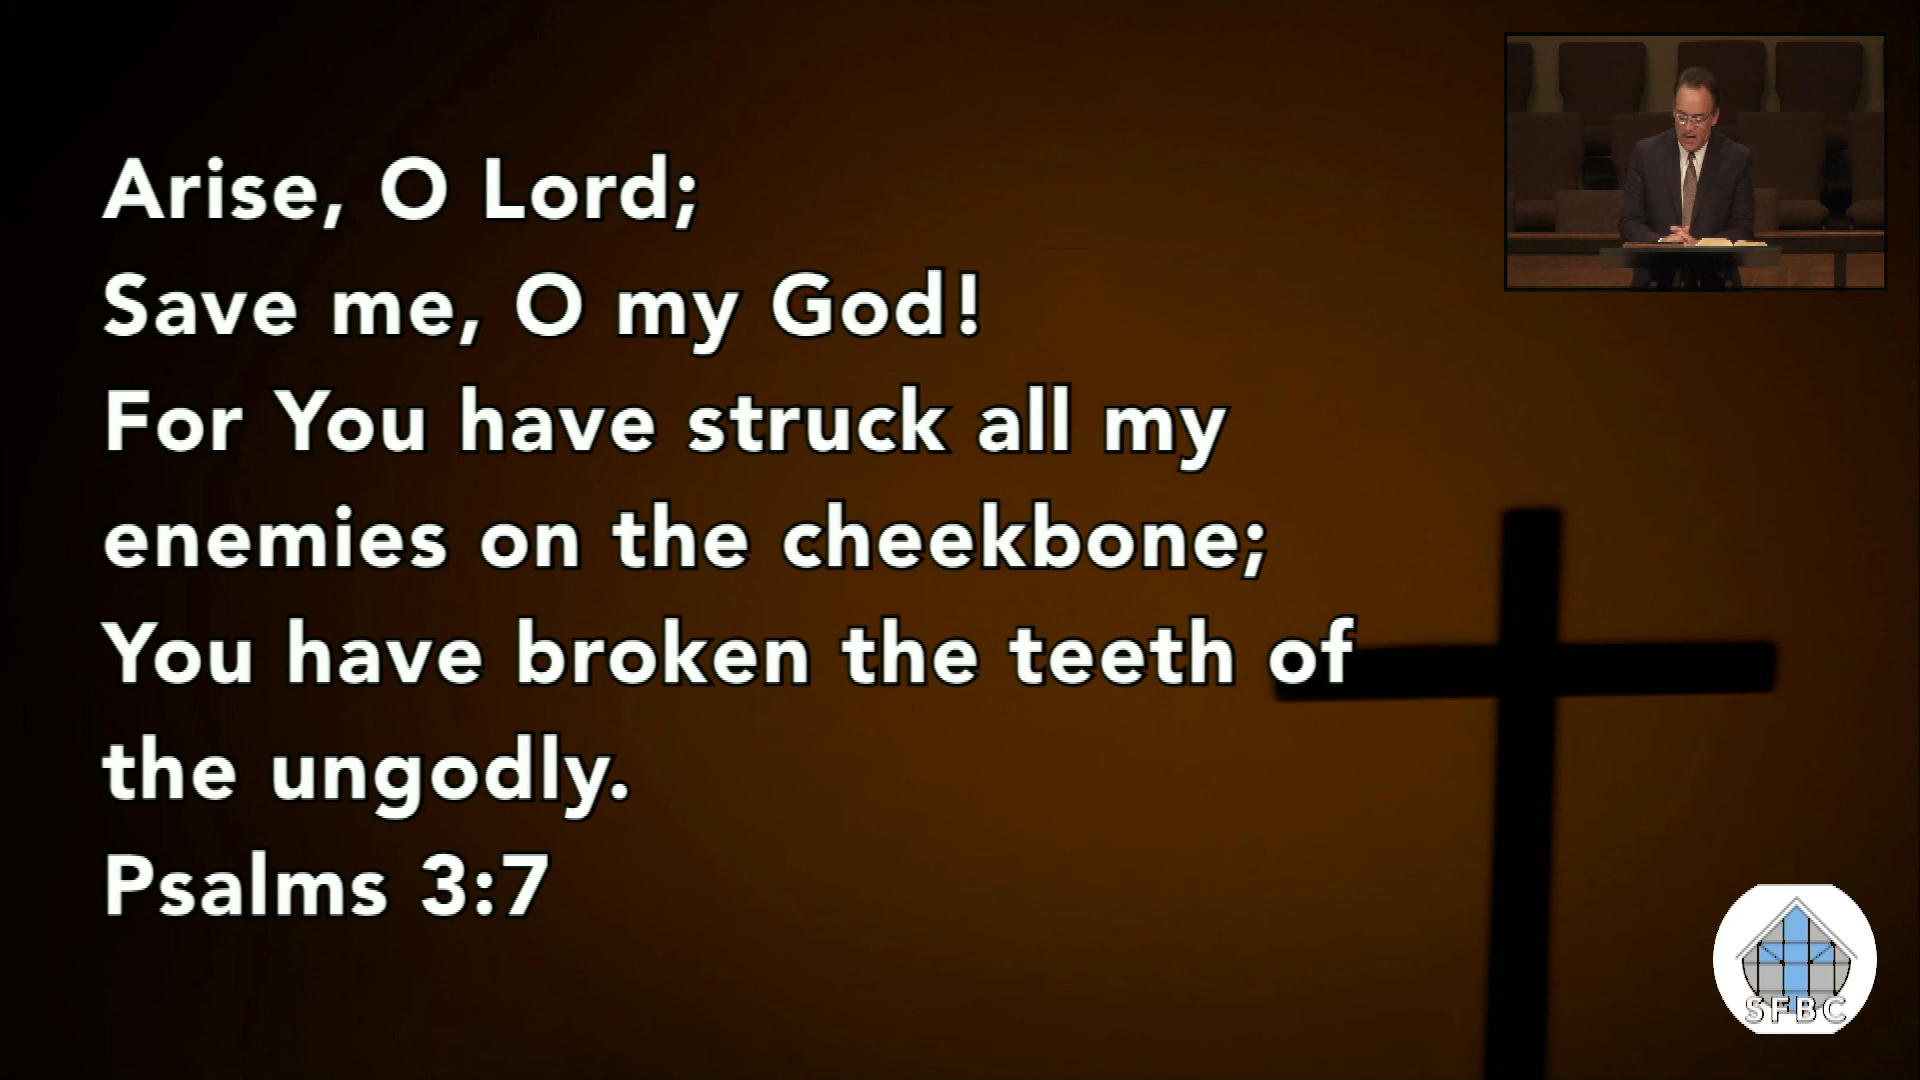 Arise, O Lord;
Save me, O my God!
For You have struck all my
enemies on the cheekbone;
You have broken the teeth of
the ungodly.
Psalms 3:7
SFBC